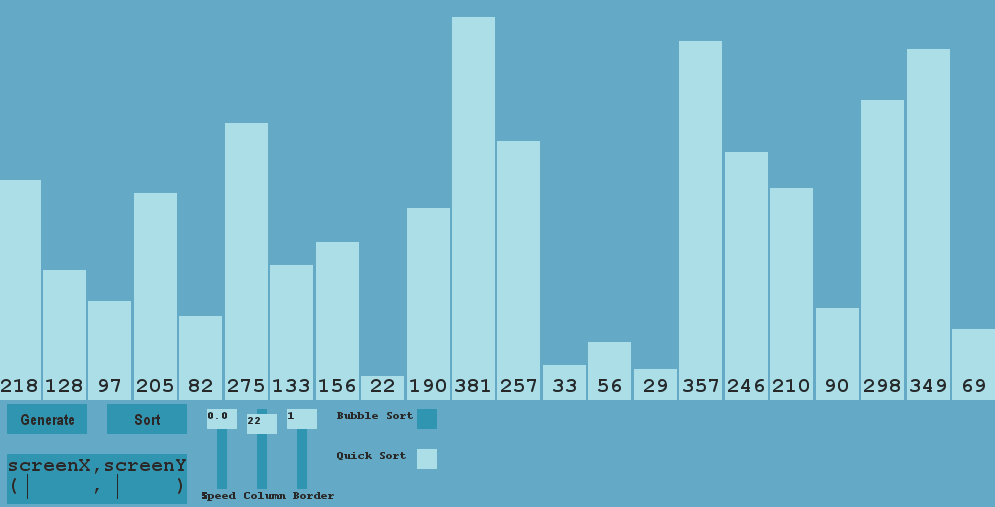 218 128 97 205 82 275 133 156 22 190 381 257 33 56 29 357 246 210 90 298 349 69
Generate Sort 0.0 22 1 Bubble Sort
Quick Sort
screenX,screenY
( , )
Speed Column Border